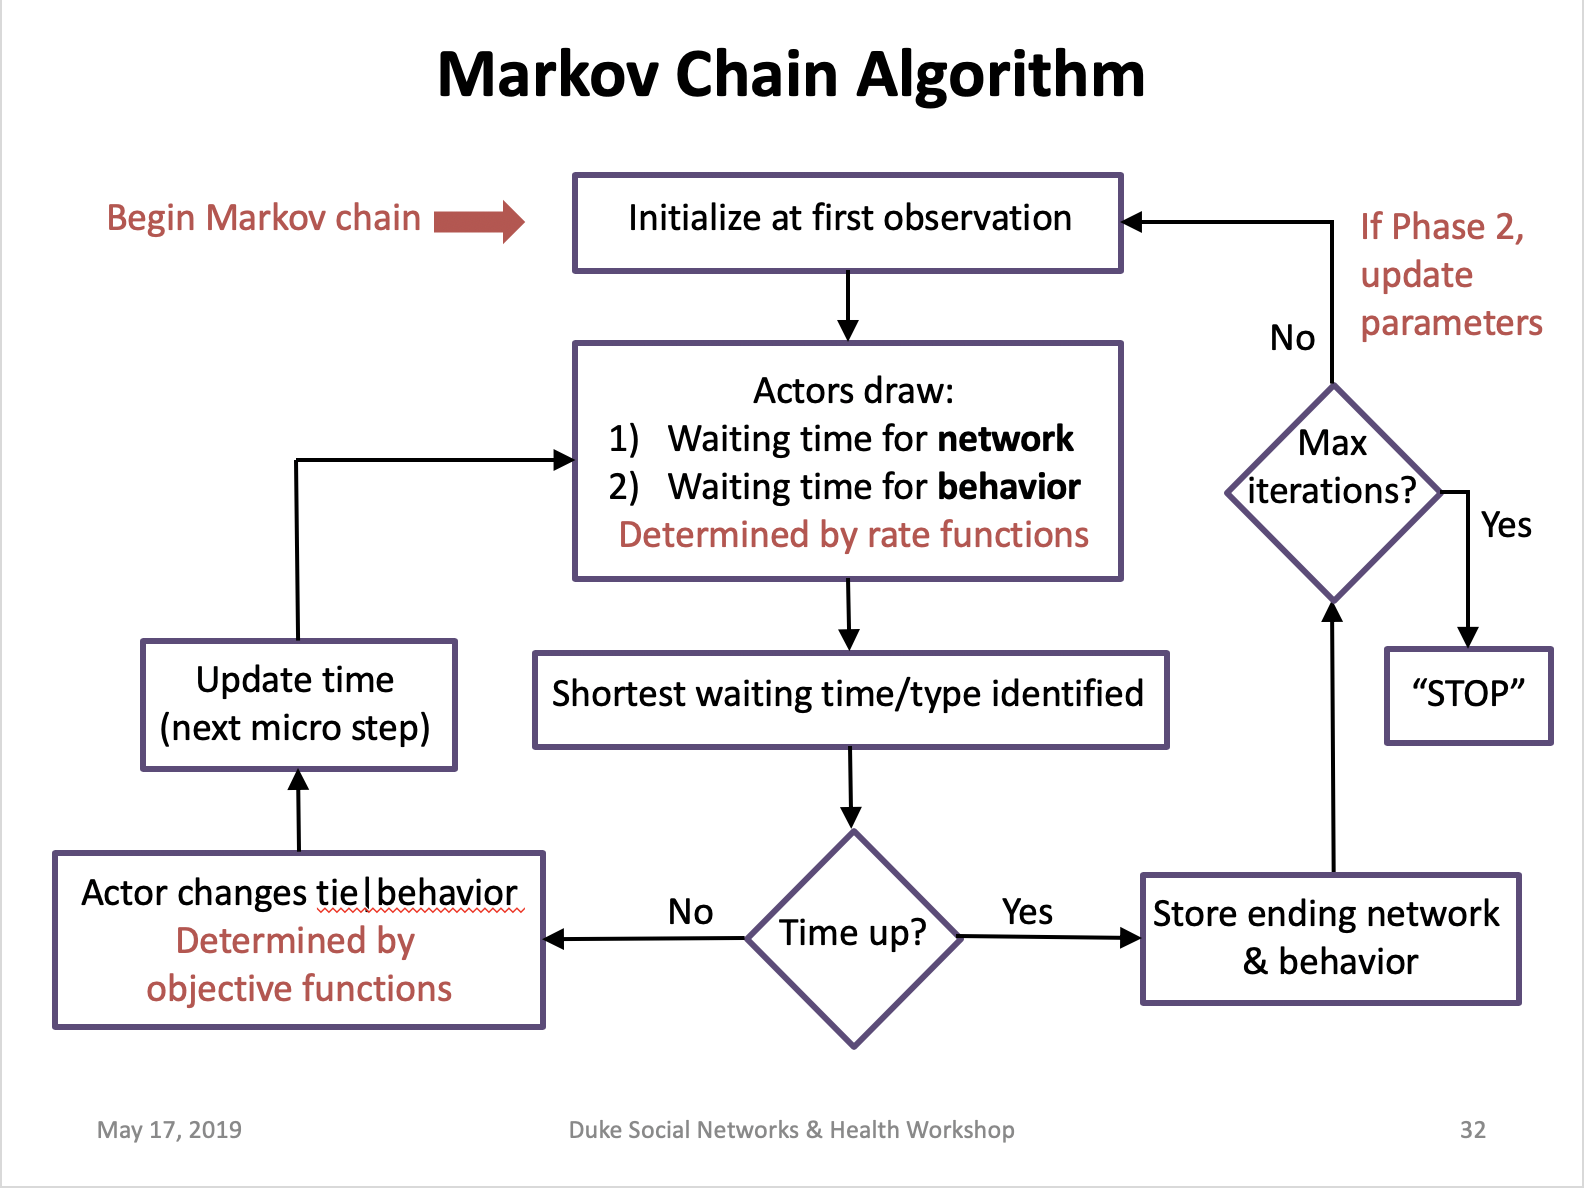 Markov Chain Algorithm
Begin Markov chain
Initialize at first observation
If Phase 2,
update
parameters
No
Actors draw:
1) Waiting time for network
2) Waiting time for behavior
Determined by rate functions
Max
iterations?
Yes
Update time
(next micro step)
Shortest waiting time/type identified
“STOP”
Actor changes tie|behavior
Determined by
objective functions
No
Time up?
Yes
Store ending network
& behavior
May 17, 2019
Duke Social Networks & Health Workshop
32